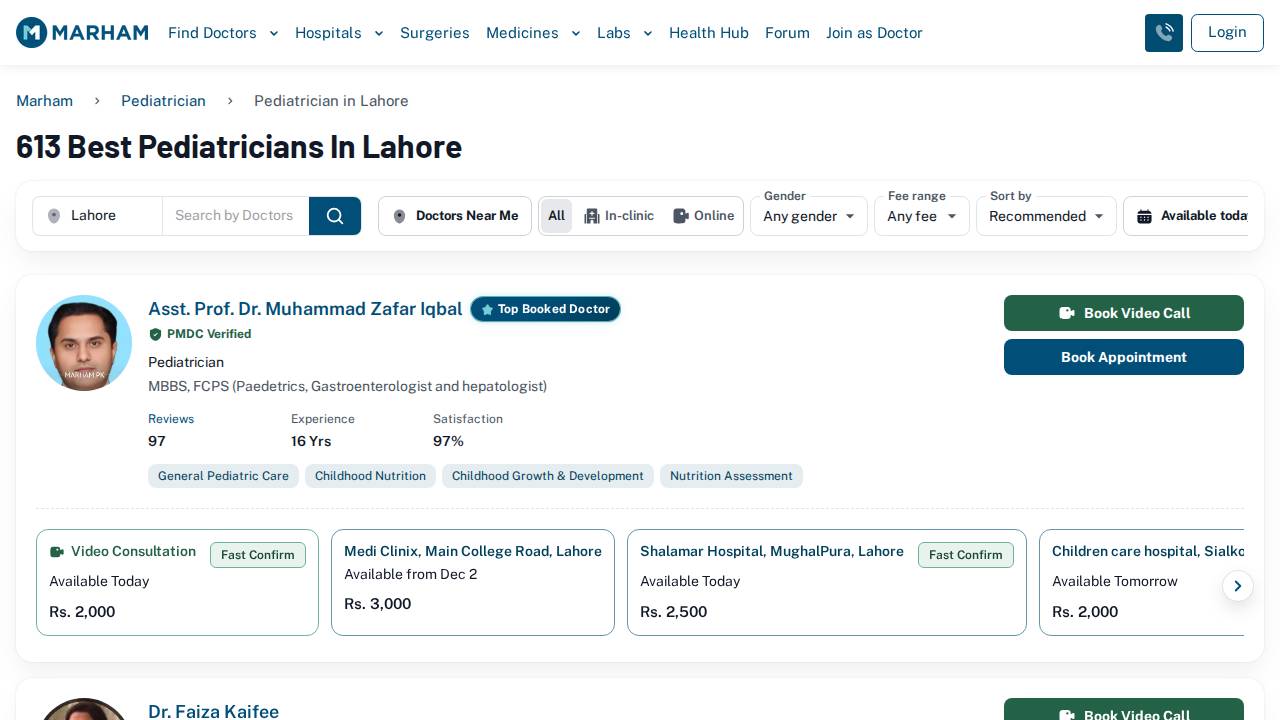 MARHAM
Find Doctors
Hospitals
Surgeries
Medicines
Labs
Health Hub
Forum
Join as Doctor
Login
Marham
Pediatrician
Pediatrician in Lahore
613 Best Pediatricians In Lahore
Lahore
Search by Doctors
Doctors Near Me
All
In-clinic
Online
Gender
Any gender
Fee range
Any fee
Sort by
Recommended
Available today
Asst. Prof. Dr. Muhammad Zafar Iqbal
Top Booked Doctor
PMDC Verified
Pediatrician
MBBS, FCPS (Paedetrics, Gastroenterologist and hepatologist)
Reviews
97
Experience
16 Yrs
Satisfaction
97%
General Pediatric Care
Childhood Nutrition
Childhood Growth & Development
Nutrition Assessment
Book Video Call
Book Appointment
MARHAM.PK
Video Consultation
Fast Confirm
Available Today
Rs. 2,000
Medi Clinix, Main College Road, Lahore
Available from Dec 2
Rs. 3,000
Shalamar Hospital, MughalPura, Lahore
Fast Confirm
Available Today
Rs. 2,500
Children care hospital, Sialko
Available Tomorrow
Rs. 2,000
Dr. Faiza Kaifee
Book Video Call